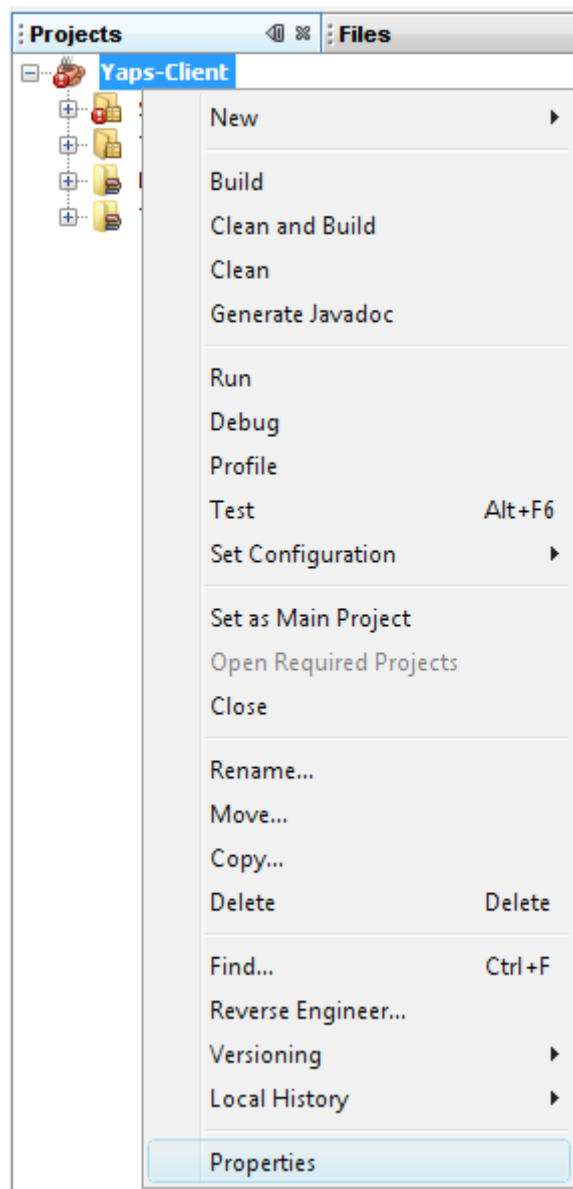 Projects Files
Yaps-Client
New
Build
Clean and Build
Clean
Generate Javadoc
Run
Debug
Profile
Test Alt+F6
Set Configuration
Set as Main Project
Open Required Projects
Close
Rename...
Move...
Copy...
Delete Delete
Find... Ctrl+F
Reverse Engineer...
Versioning
Local History
Properties